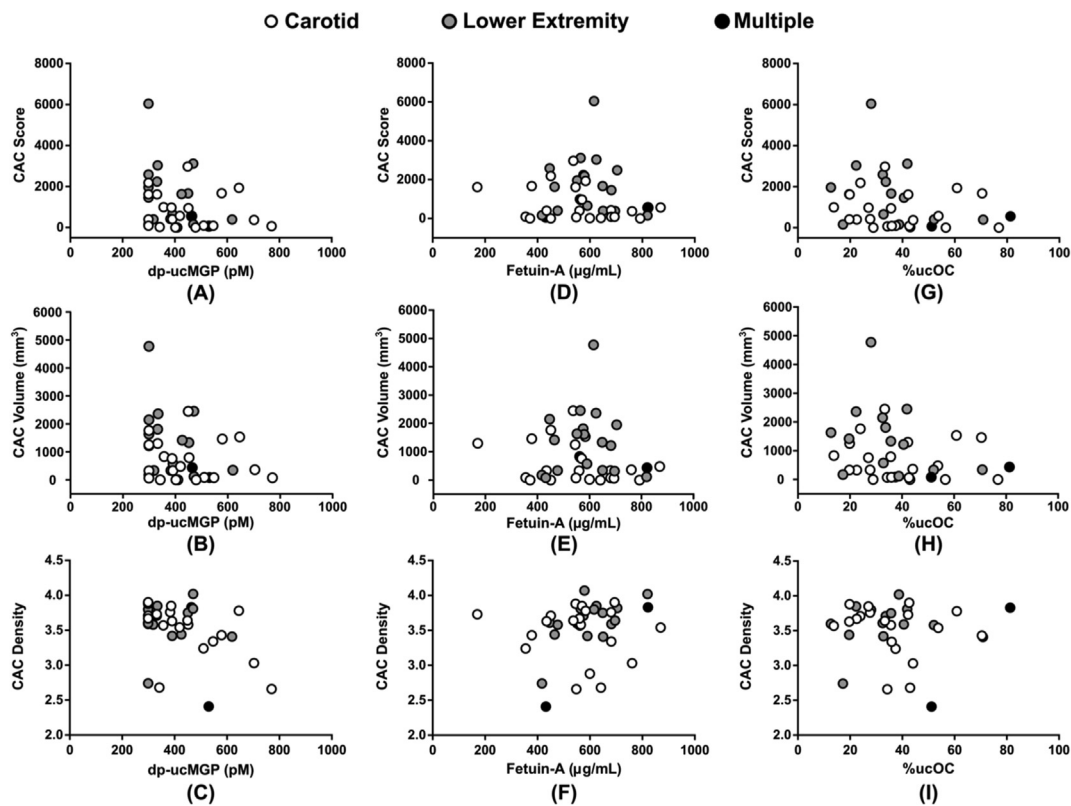 Carotid Lower Extremity Multiple
8000
6000
4000
2000
0
CAC Score
0 200 400 600 800 1000
dp-ucMGP (pM)
(A)
8000
6000
4000
2000
0
CAC Score
0 200 400 600 800 1000
Fetuin-A (µg/mL)
(D)
8000
6000
4000
2000
0
CAC Score
0 20 40 60 80 100
%ucOC
(G)
6000
5000
4000
3000
2000
1000
0
CAC Volume (mm³)
0 200 400 600 800 1000
dp-ucMGP (pM)
(B)
6000
5000
4000
3000
2000
1000
0
CAC Volume (mm³)
0 200 400 600 800 1000
Fetuin-A (µg/mL)
(E)
6000
5000
4000
3000
2000
1000
0
CAC Volume (mm³)
0 20 40 60 80 100
%ucOC
(H)
4.5
4.0
3.5
3.0
2.5
2.0
CAC Density
0 200 400 600 800 1000
dp-ucMGP (pM)
(C)
4.5
4.0
3.5
3.0
2.5
2.0
CAC Density
0 200 400 600 800 1000
Fetuin-A (µg/mL)
(F)
4.5
4.0
3.5
3.0
2.5
2.0
CAC Density
0 20 40 60 80 100
%ucOC
(I)